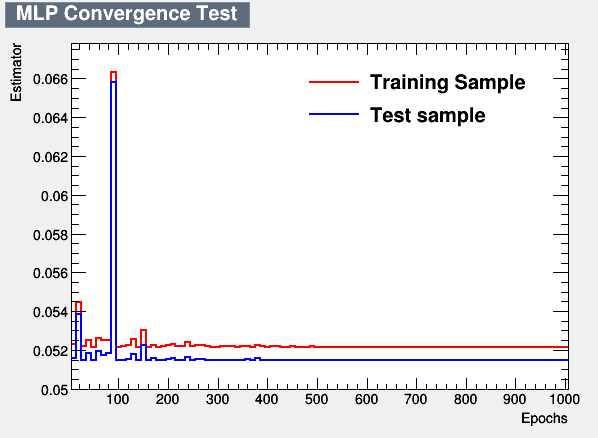 MLP Convergence Test
Estimator
Training Sample
Test sample
0.066
0.064
0.062
0.06
0.058
0.056
0.054
0.052
0.05
100 200 300 400 500 600 700 800 900 1000
Epochs